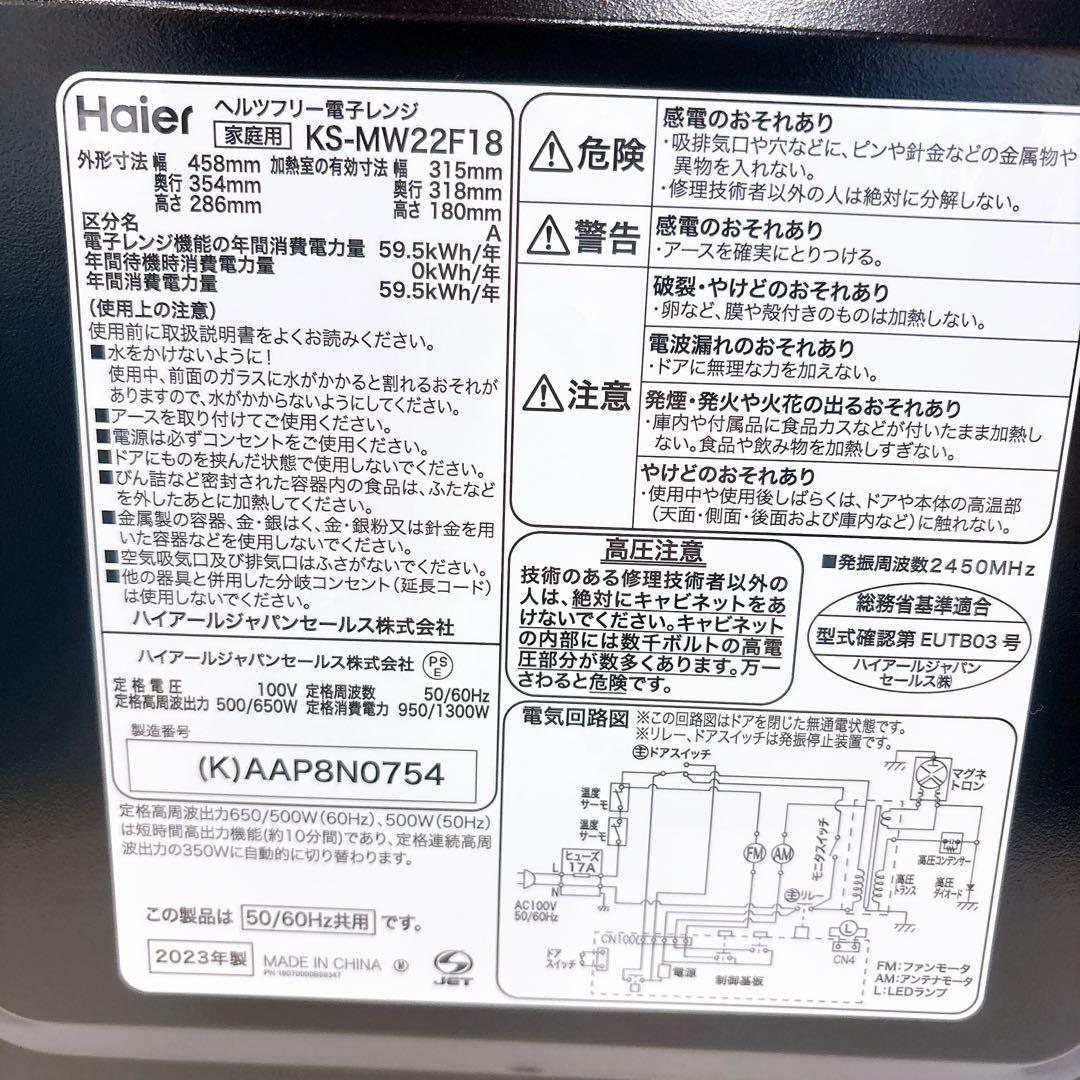 Haier
ヘルツフリー電子レンジ
家庭用 KS-MW22F18
外形寸法 幅 458mm 加熱室の有効寸法 幅 315mm
奥行 354mm 奥行 318mm
高さ 286mm 高さ 180mm
区分名 A
電子レンジ機能の年間消費電力量 59.5kWh/年
年間待機時消費電力量 0kWh/年
年間消費電力量 59.5kWh/年
(使用上の注意)
使用前に取扱説明書をよくお読みください。
■水をかけないように!
使用中、前面のガラスに水がかかると割れるおそれが
ありますので、水がかからないようにしてください。
■アースを取り付けてご使用ください。
■電源は必ずコンセントをご使用ください。
■ドアにものを挟んだ状態で使用しないでください。
■びん詰など密封された容器内の食品は、ふたなど
を外したあとに加熱してください。
■金属製の容器、金・銀はく、金・銀粉又は針金を用
いた容器などを使用しないでください。
■空気吸気口及び排気口はふさがないでください。
■他の器具と併用した分岐コンセント(延長コード)
は使用しないでください。
ハイアールジャパンセールス株式会社
ハイアールジャパンセールス株式会社 PSE
定格電圧 100V 定格周波数 50/60Hz
定格高周波出力 500/650W 定格消費電力 950/1300W
製造番号
(K)AAP8N0754
定格高周波出力650/500W(60Hz)、500W(50Hz)
は短時間高出力機能(約10分間)であり、定格連続高周
波出力の350Wに自動的に切り替わります。
この製品は 50/60Hz共用 です。
2023年製 MADE IN CHINA Ⓜ
JET
危険
感電のおそれあり
・吸排気口や穴などに、ピンや針金などの金属物や
異物を入れない。
・修理技術者以外の人は絶対に分解しない。
警告
感電のおそれあり
・アースを確実にとりつける。
注意
破裂・やけどのおそれあり
・卵など、膜や殻付きのものは加熱しない。
電波漏れのおそれあり
・ドアに無理な力を加えない。
発煙・発火や火花の出るおそれあり
・庫内や付属品に食品カスなどが付いたまま加熱し
ない。食品や飲み物を加熱しすぎない。
やけどのおそれあり
・使用中や使用後しばらくは、ドアや本体の高温部
(天面・側面・後面および庫内など)に触れない。
高圧注意
技術のある修理技術者以外の
人は、絶対にキャビネットをあ
けないでください。キャビネット
の内部には数千ボルトの高電
圧部分が数多くあります。万一
さわると危険です。
■発振周波数2450MHz
総務省基準適合
型式確認第 EUTB03 号
ハイアールジャパン
セールス㈱
電気回路図 ※この回路図はドアを閉じた無通電状態です。
※リレー、ドアスイッチは発振停止装置です。
主ドアスイッチ
マグネ
トロン
温度
サーモ
温度
サーモ
FM
AM
モニタスイッチ
高圧コンデンサー
ヒューズ
17A
L
N
高圧
トランス
高圧
ダイオード
AC100V
50/60Hz
主リレー
CN100
L
CN4
ドア
スイッチ
電源
制御基板
FM:ファンモータ
AM:アンテナモータ
L:LEDランプ